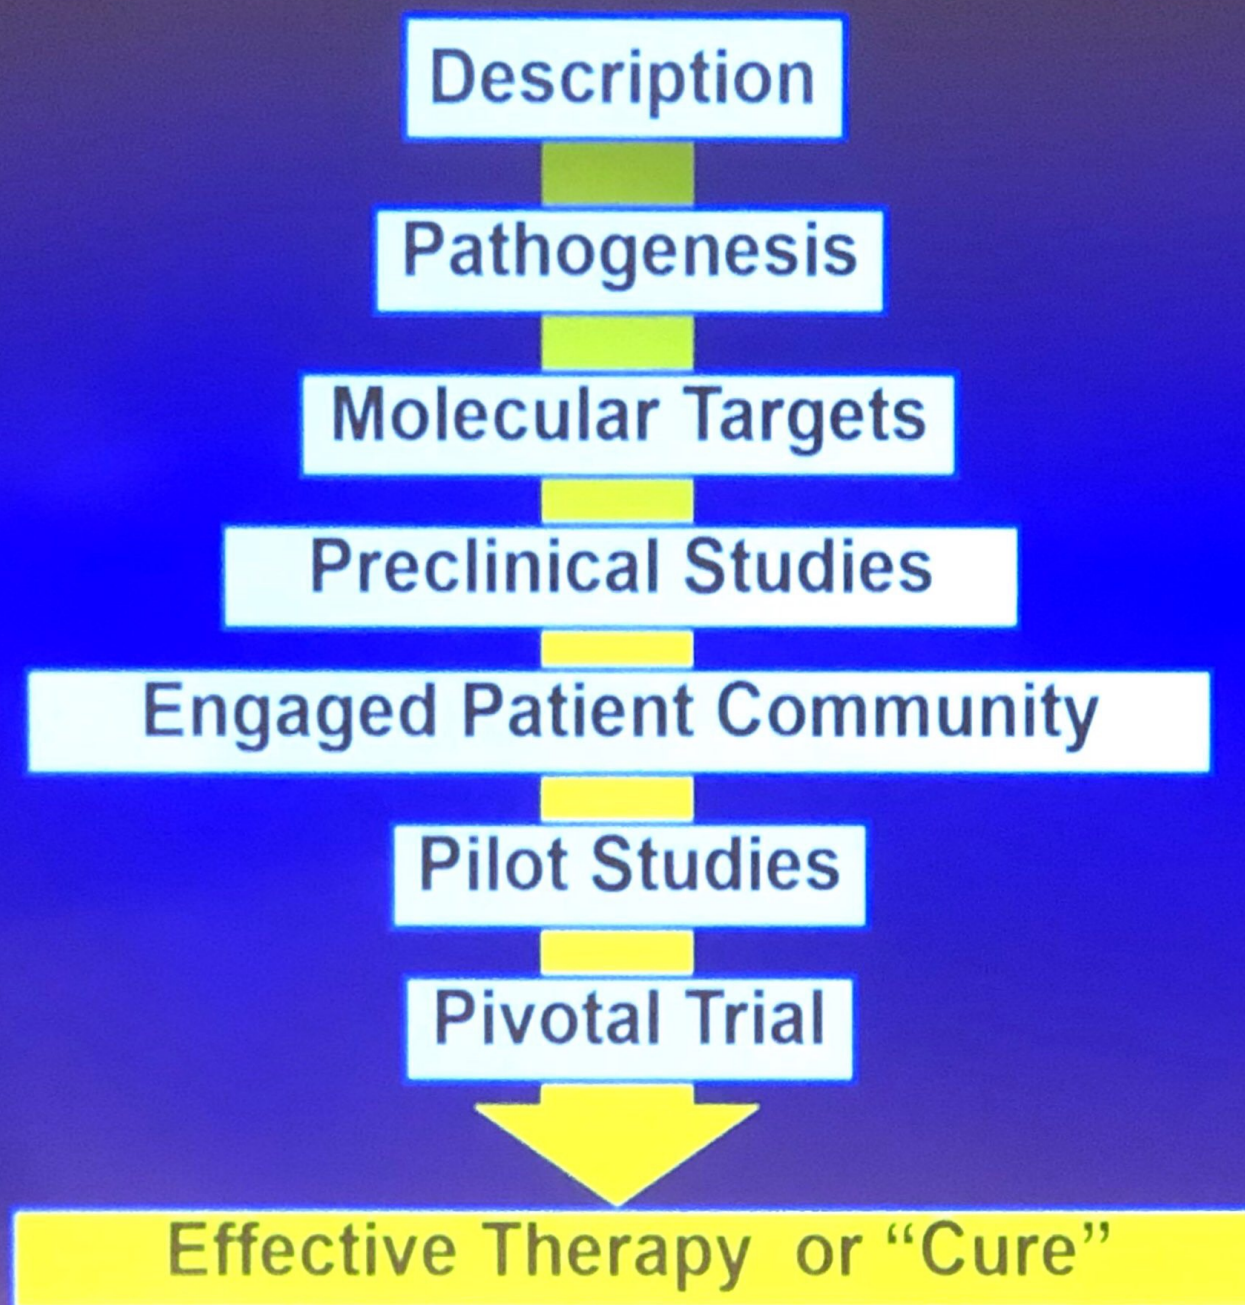 Description
Pathogenesis
Molecular Targets
Preclinical Studies
Engaged Patient Community
Pilot Studies
Pivotal Trial
Effective Therapy or “Cure”